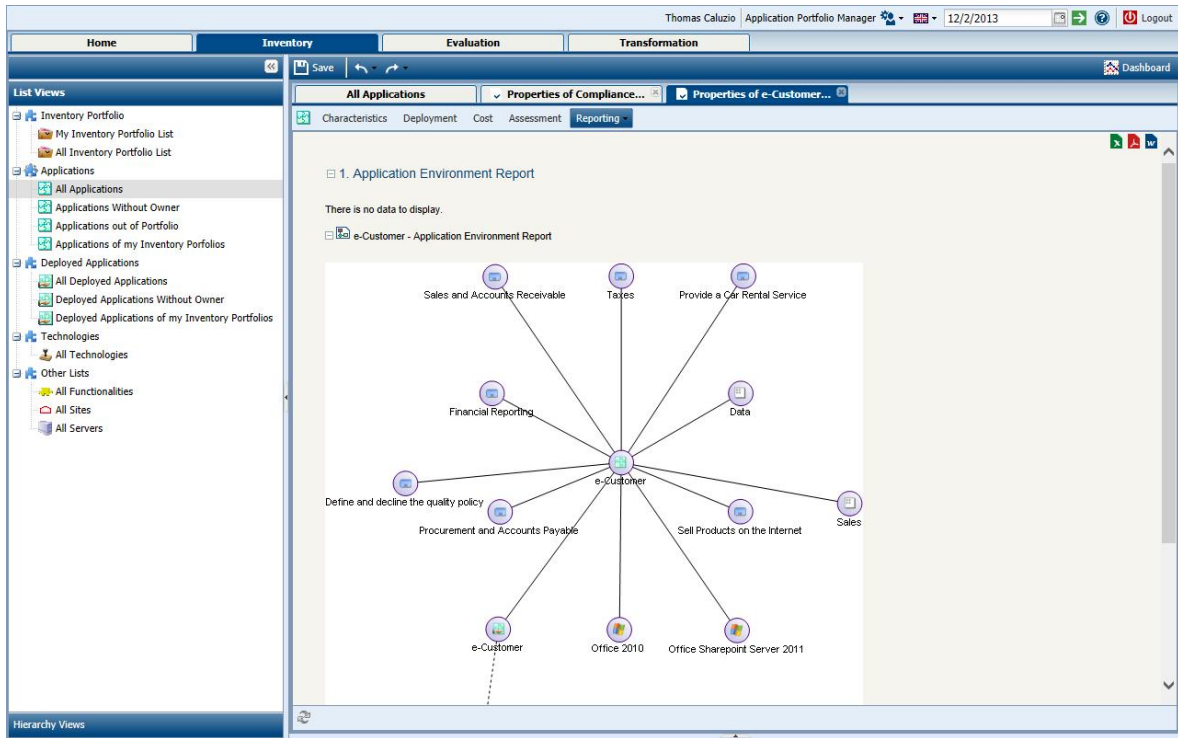 Thomas Caluzio Application Portfolio Manager 12/2/2013 Logout
Home Inventory Evaluation Transformation
Save Dashboard
List Views
Inventory Portfolio
My Inventory Portfolio List
All Inventory Portfolio List
Applications
All Applications
Applications Without Owner
Applications out of Portfolio
Applications of my Inventory Porfolios
Deployed Applications
All Deployed Applications
Deployed Applications Without Owner
Deployed Applications of my Inventory Portfolios
Technologies
All Technologies
Other Lists
All Functionalities
All Sites
All Servers
Hierarchy Views
All Applications Properties of Compliance... Properties of e-Customer...
Characteristics Deployment Cost Assessment Reporting
1. Application Environment Report
There is no data to display.
e-Customer - Application Environment Report
Sales and Accounts Receivable Taxes Provide a Car Rental Service
Financial Reporting Data
e-Customer
Define and decline the quality policy
Sales
Procurement and Accounts Payable Sell Products on the Internet
e-Customer Office 2010 Office Sharepoint Server 2011